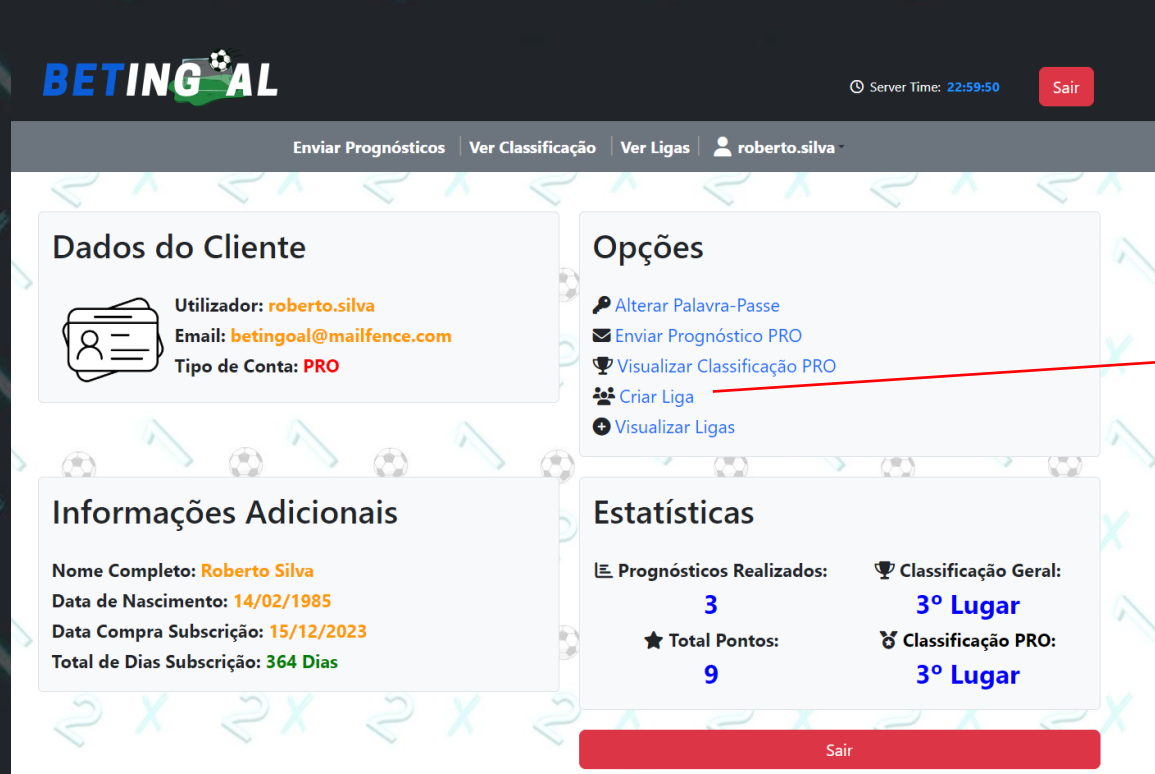 BETINGOAL
Server Time: 22:59:50
Sair
Enviar Prognósticos
Ver Classificação
Ver Ligas
roberto.silva
Dados do Cliente
Utilizador: roberto.silva
Email: betingoal@mailfence.com
Tipo de Conta: PRO
Opções
Alterar Palavra-Passe
Enviar Prognóstico PRO
Visualizar Classificação PRO
Criar Liga
Visualizar Ligas
Informações Adicionais
Nome Completo: Roberto Silva
Data de Nascimento: 14/02/1985
Data Compra Subscrição: 15/12/2023
Total de Dias Subscrição: 364 Dias
Estatísticas
Prognósticos Realizados:
3
Classificação Geral:
3º Lugar
Total Pontos:
9
Classificação PRO:
3º Lugar
Sair